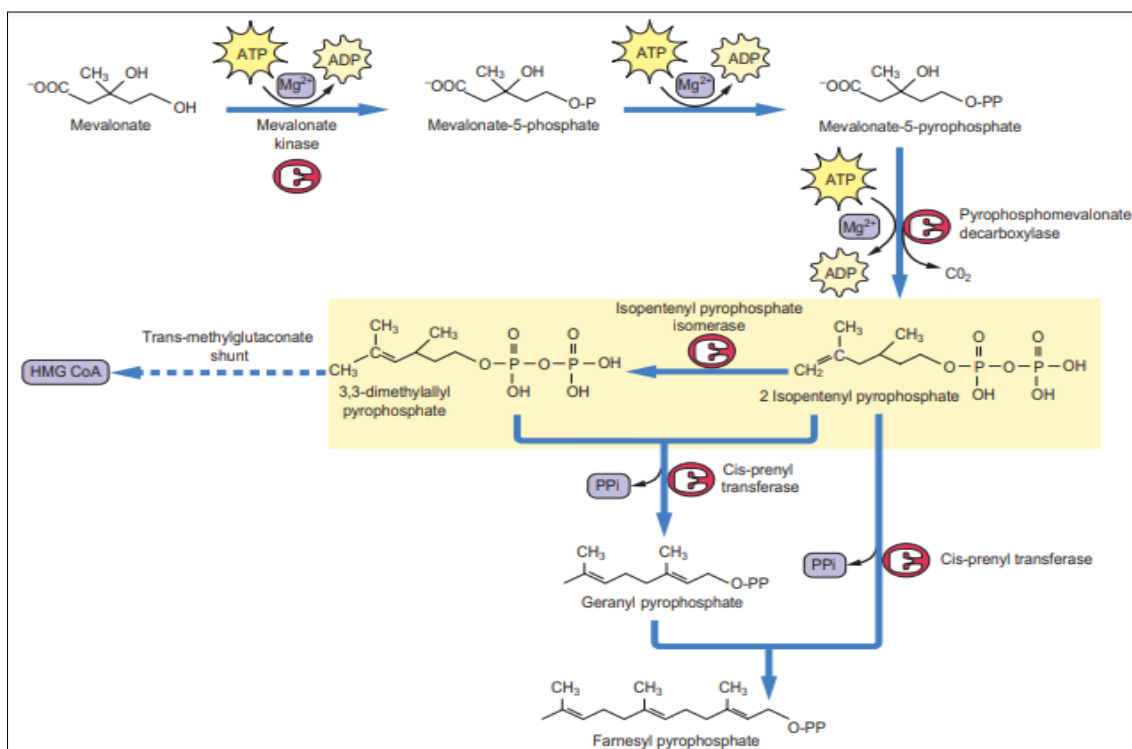 ATP
ADP
Mg2+
CH3
OH
⁻OOC
OH
Mevalonate
Mevalonate
kinase
CH3
OH
⁻OOC
O-P
Mevalonate-5-phosphate
ATP
ADP
Mg2+
CH3
OH
⁻OOC
O-PP
Mevalonate-5-pyrophosphate
ATP
Mg2+
ADP
Pyrophosphomevalonate
decarboxylase
C02
Trans-methylglutaconate
shunt
HMG CoA
CH3
CH3
CH3
O
O
O
P
O
P
OH
OH
OH
3,3-dimethylallyl
pyrophosphate
Isopentenyl pyrophosphate
isomerase
CH3
CH3
CH2
O
O
O
P
O
P
OH
OH
OH
2 Isopentenyl pyrophosphate
PPi
Cis-prenyl
transferase
PPi
Cis-prenyl transferase
CH3
CH3
O-PP
Geranyl pyrophosphate
CH3
CH3
CH3
O-PP
Farnesyl pyrophosphate